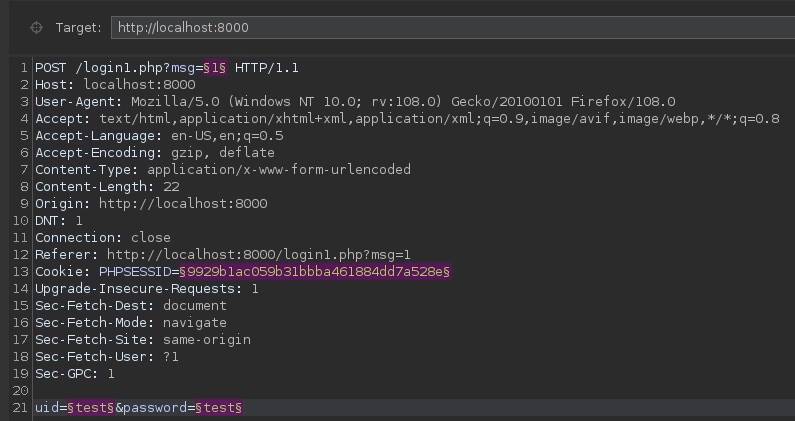 Target: http://localhost:8000
1 POST /login1.php?msg=§1§ HTTP/1.1
2 Host: localhost:8000
3 User-Agent: Mozilla/5.0 (Windows NT 10.0; rv:108.0) Gecko/20100101 Firefox/108.0
4 Accept: text/html,application/xhtml+xml,application/xml;q=0.9,image/avif,image/webp,*/*;q=0.8
5 Accept-Language: en-US,en;q=0.5
6 Accept-Encoding: gzip, deflate
7 Content-Type: application/x-www-form-urlencoded
8 Content-Length: 22
9 Origin: http://localhost:8000
10 DNT: 1
11 Connection: close
12 Referer: http://localhost:8000/login1.php?msg=1
13 Cookie: PHPSESSID=§9929b1ac059b31bbba461884dd7a528e§
14 Upgrade-Insecure-Requests: 1
15 Sec-Fetch-Dest: document
16 Sec-Fetch-Mode: navigate
17 Sec-Fetch-Site: same-origin
18 Sec-Fetch-User: ?1
19 Sec-GPC: 1
20
21 uid=§test§&password=§test§